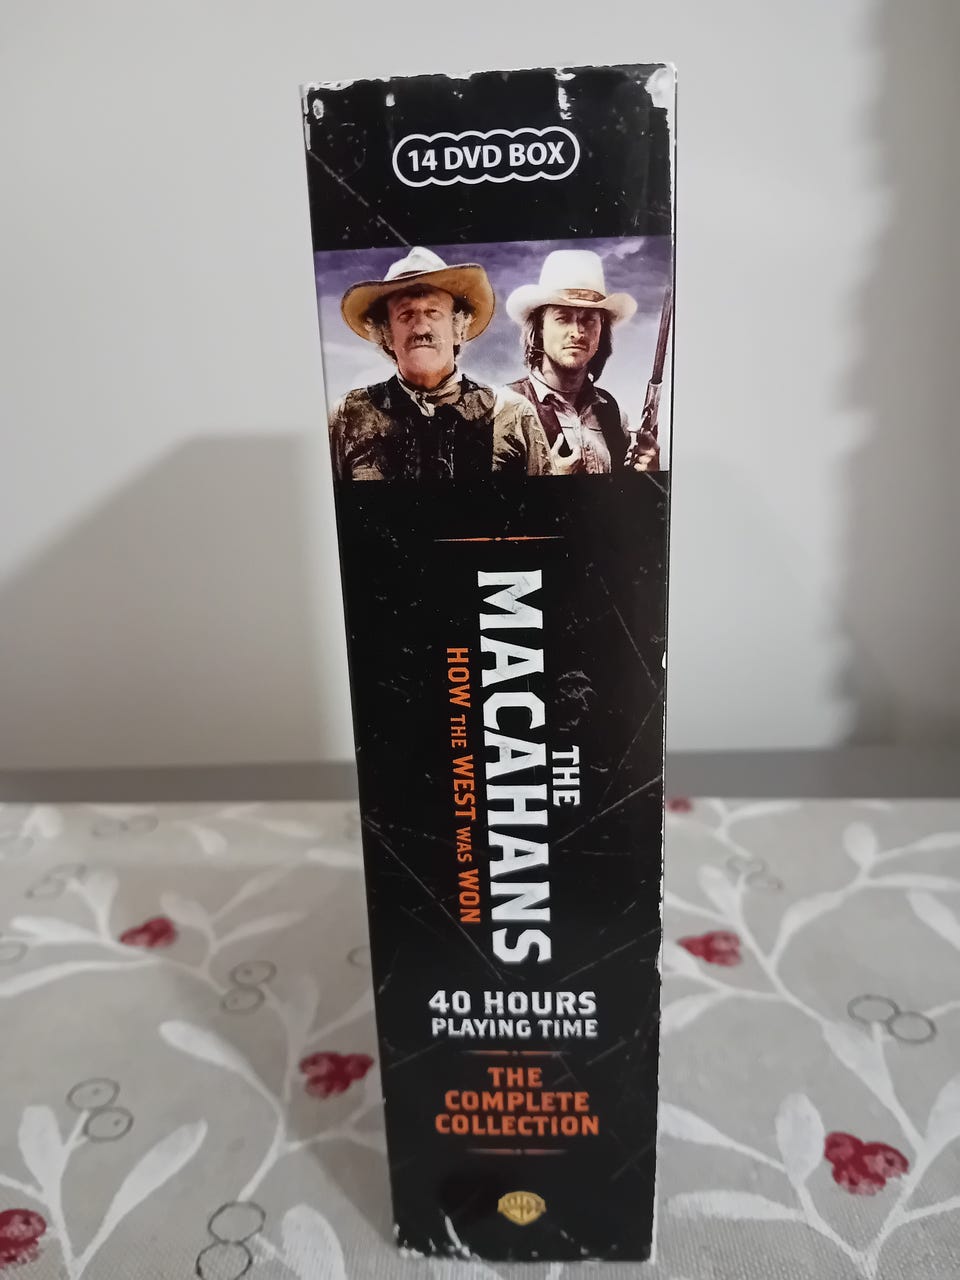 14 DVD BOX
THE
MACAHANS
HOW THE WEST WAS WON
40 HOURS
PLAYING TIME
THE
COMPLETE
COLLECTION